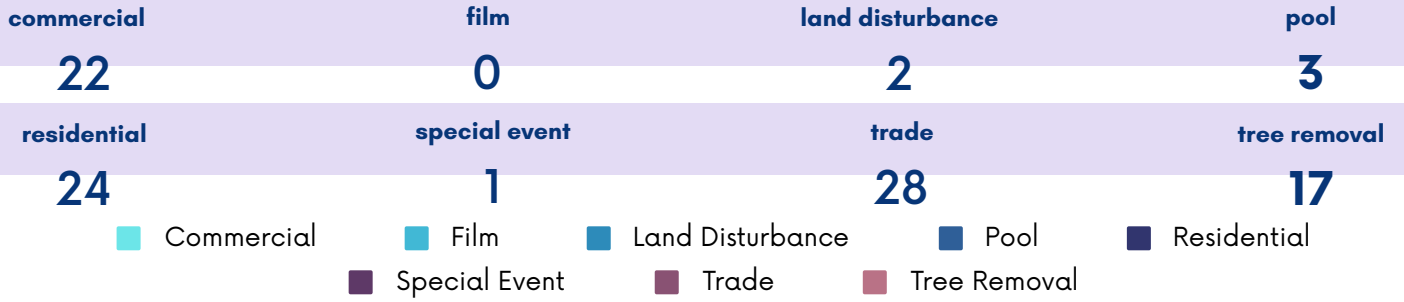 commercial film land disturbance pool
22 0 2 3
residential special event trade tree removal
24 1 28 17
Commercial Film Land Disturbance Pool Residential
Special Event Trade Tree Removal